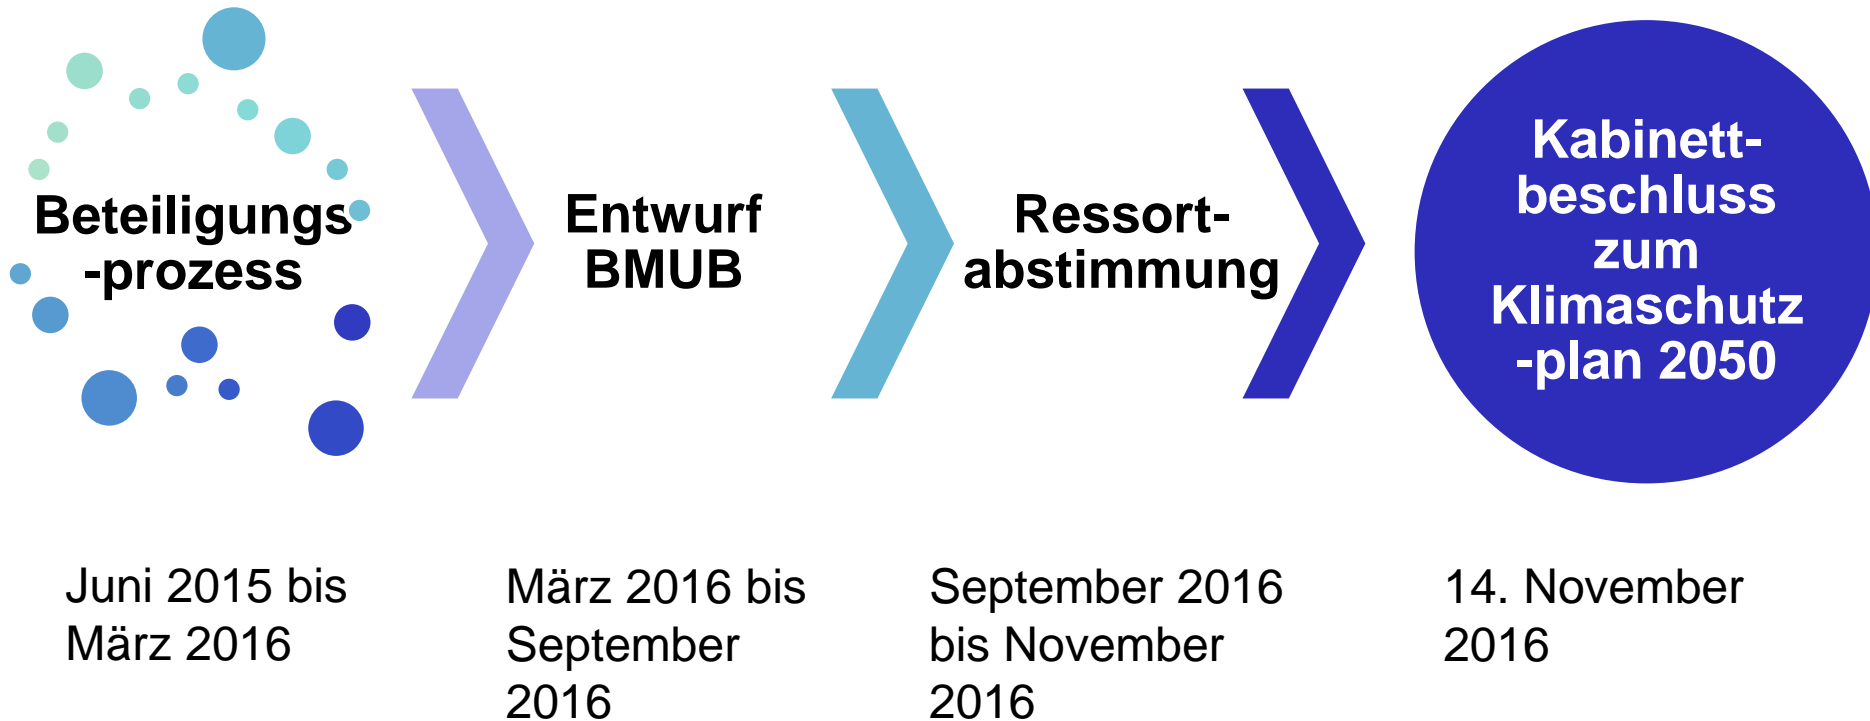 Beteiligungs
-prozess
Entwurf
BMUB
Ressort-
abstimmung
Kabinett-
beschluss
zum
Klimaschutz
-plan 2050
Juni 2015 bis
März 2016
März 2016 bis
September
2016
September 2016
bis November
2016
14. November
2016